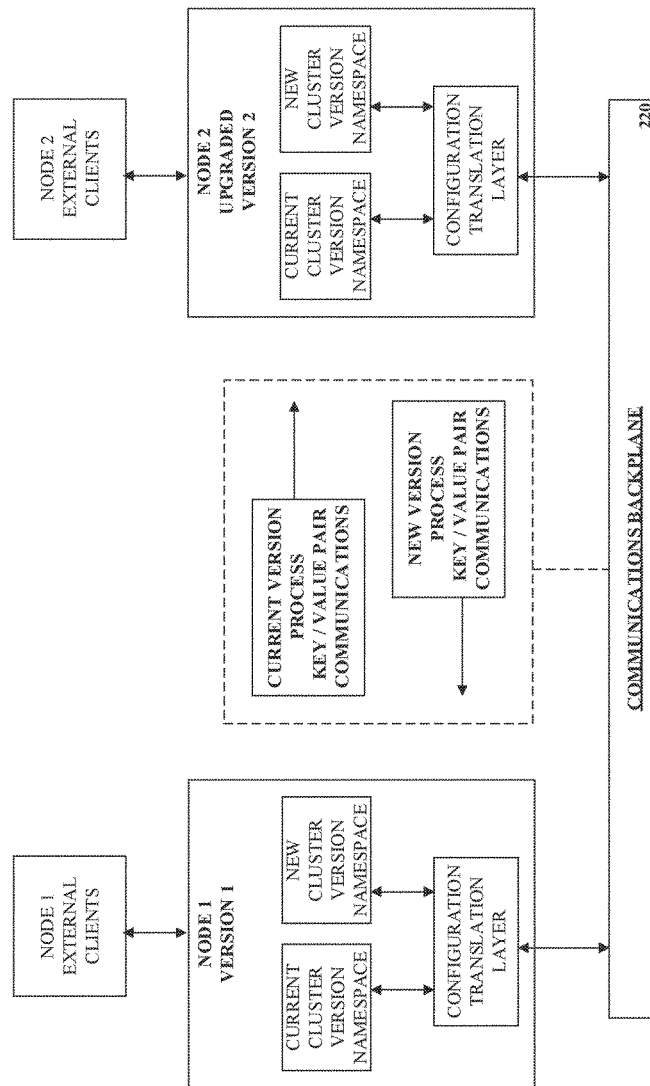 NODE 1
EXTERNAL
CLIENTS
NODE 1
VERSION 1
CURRENT
CLUSTER
VERSION
NAMESPACE
NEW
CLUSTER
VERSION
NAMESPACE
CONFIGURATION
TRANSLATION
LAYER
CURRENT VERSION
PROCESS
KEY / VALUE PAIR
COMMUNICATIONS
NEW VERSION
PROCESS
KEY / VALUE PAIR
COMMUNICATIONS
NODE 2
EXTERNAL
CLIENTS
NODE 2
UPGRADED
VERSION 2
CURRENT
CLUSTER
VERSION
NAMESPACE
NEW
CLUSTER
VERSION
NAMESPACE
CONFIGURATION
TRANSLATION
LAYER
COMMUNICATIONS BACKPLANE
220